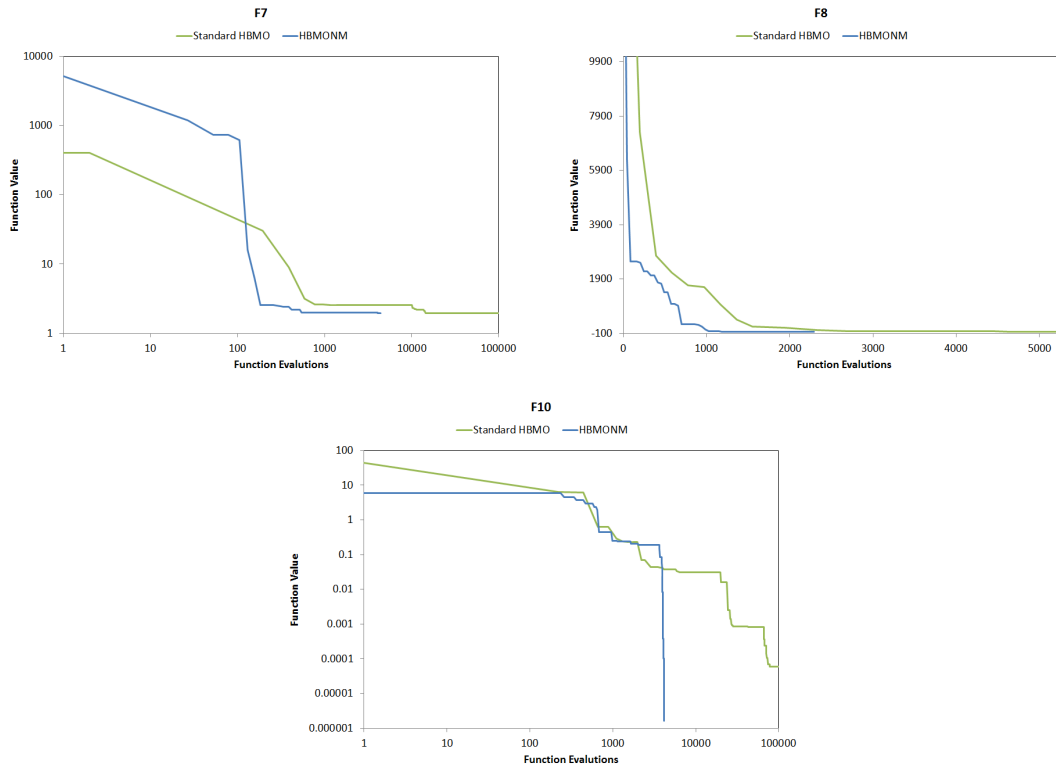 F7
Standard HBMO HBMONM
10000
1000
100
10
1
Function Value
1 10 100 1000 10000 100000
Function Evalutions
F8
Standard HBMO HBMONM
9900
7900
5900
3900
1900
-100
Function Value
0 1000 2000 3000 4000 5000
Function Evalutions
F10
Standard HBMO HBMONM
100
10
1
0.1
0.01
0.001
0.0001
0.00001
0.000001
Function Value
1 10 100 1000 10000 100000
Function Evalutions